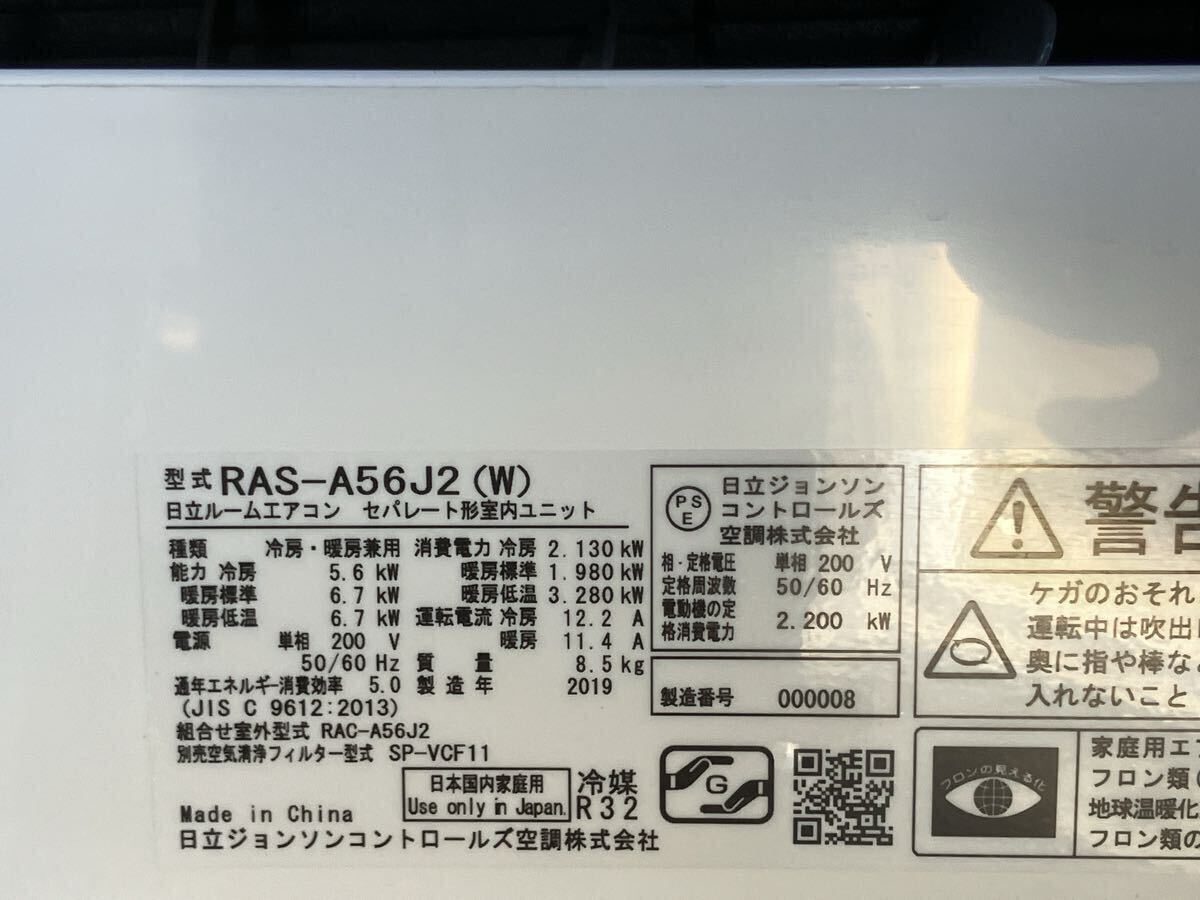 型式 RAS-A56J2 (W)
日立ルームエアコン セパレート形室内ユニット
種類 冷房・暖房兼用
能力 冷房 5.6 kW
暖房標準 6.7 kW
暖房低温 6.7 kW
電源 単相 200 V
50/60 Hz
通年エネルギー消費効率 5.0
(JIS C 9612:2013)
組合せ室外型式 RAC-A56J2
別売空気清浄フィルター型式 SP-VCF11
消費電力 冷房 2.130 kW
暖房標準 1.980 kW
暖房低温 3.280 kW
運転電流 冷房 12.2 A
暖房 11.4 A
質量 8.5 kg
製造年 2019
日本国内家庭用
Use only in Japan.
冷媒
R32
Made in China
日立ジョンソンコントロールズ空調株式会社
PS
E
日立ジョンソン
コントロールズ
空調株式会社
相・定格電圧 単相 200 V
定格周波数 50/60 Hz
電動機の定
格消費電力 2.200 kW
製造番号 000008
G
警告
ケガのおそれ
運転中は吹出
奥に指や棒な
入れないこと
フロンの見える化
家庭用エ
フロン類
地球温暖化
フロン類の